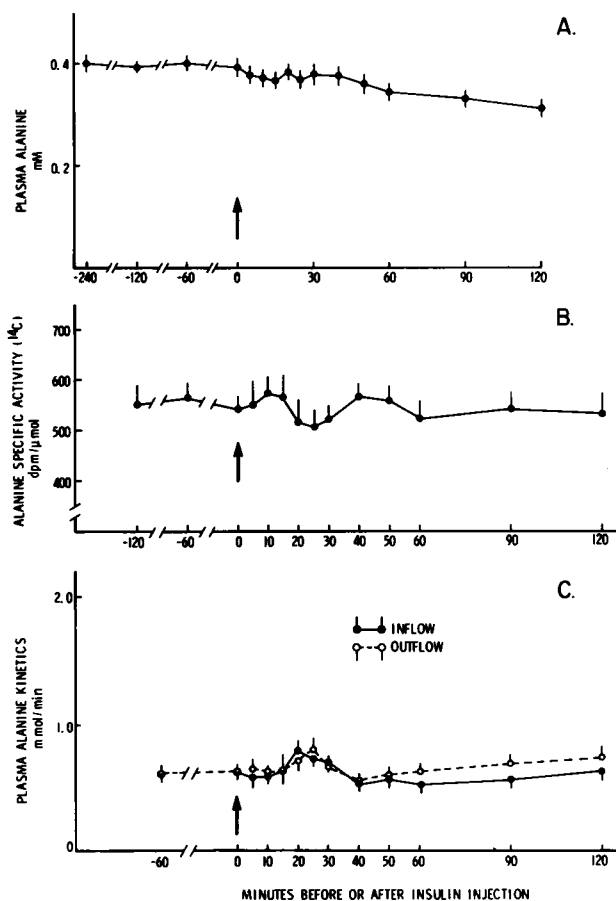 A.
PLASMA ALANINE
mM
0.4
0.2
-240 -120 -60 0 30 60 90 120
B.
ALANINE SPECIFIC ACTIVITY (¹⁴C)
dpm/µmol
700
600
500
400
-120 -60 0 10 20 30 40 50 60 90 120
C.
PLASMA ALANINE KINETICS
mmol/min
2.0
1.0
0
INFLOW
OUTFLOW
-60 0 10 20 30 40 50 60 90 120
MINUTES BEFORE OR AFTER INSULIN INJECTION